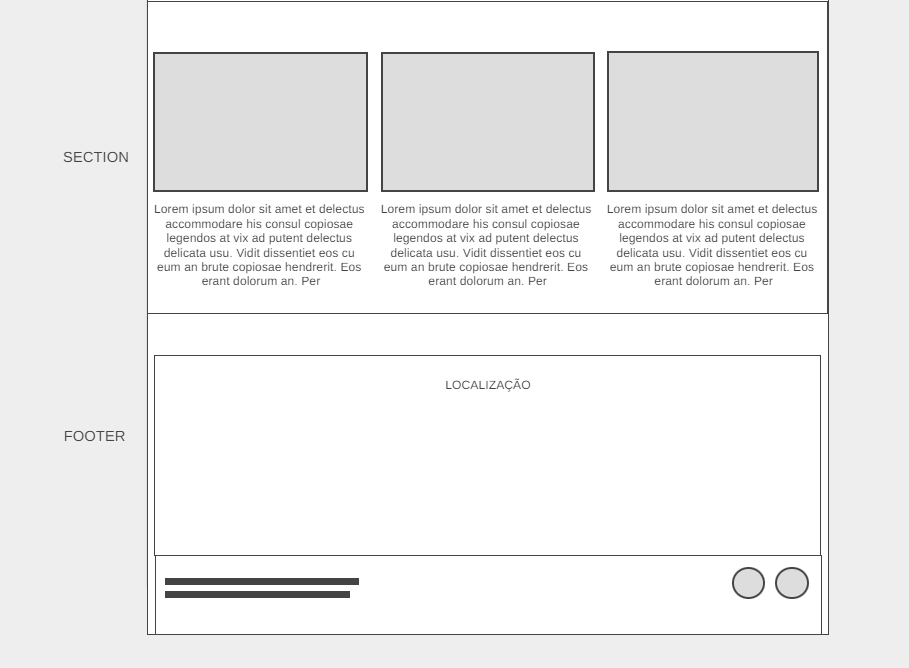 SECTION
Lorem ipsum dolor sit amet et delectus
accommodare his consul copiosae
legendos at vix ad putent delectus
delicata usu. Vidit dissentiet eos cu
eum an brute copiosae hendrerit. Eos
erant dolorum an. Per
Lorem ipsum dolor sit amet et delectus
accommodare his consul copiosae
legendos at vix ad putent delectus
delicata usu. Vidit dissentiet eos cu
eum an brute copiosae hendrerit. Eos
erant dolorum an. Per
Lorem ipsum dolor sit amet et delectus
accommodare his consul copiosae
legendos at vix ad putent delectus
delicata usu. Vidit dissentiet eos cu
eum an brute copiosae hendrerit. Eos
erant dolorum an. Per
LOCALIZAÇÃO
FOOTER